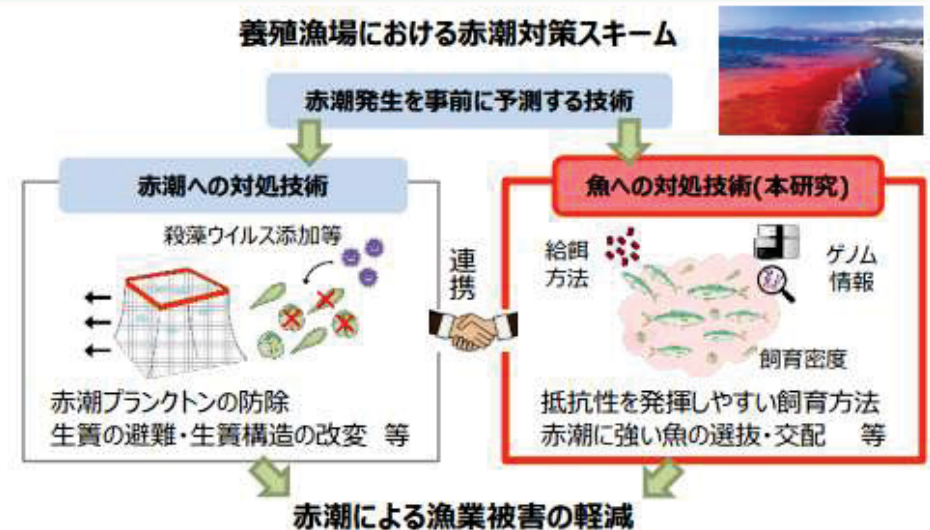 養殖漁場における赤潮対策スキーム
赤潮発生を事前に予測する技術
赤潮への対処技術
殺藻ウイルス添加等
赤潮プランクトンの防除
生簀の避難・生簀構造の改変 等
連携
魚への対処技術(本研究)
給餌
方法
ゲノム
情報
飼育密度
抵抗性を発揮しやすい飼育方法
赤潮に強い魚の選抜・交配 等
赤潮による漁業被害の軽減